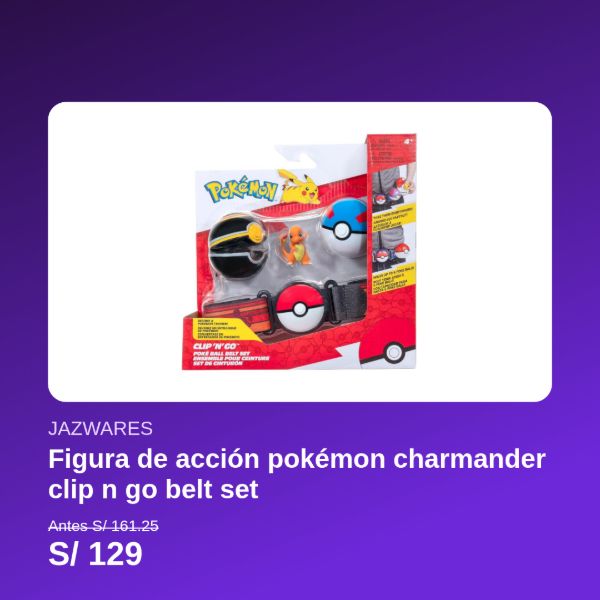 4+
POKéMON
CLIP 'N' GO
POKÉ BALL BELT SET
ENSEMBLE POUR CEINTURE
SET DE CINTURÓN
JAZWARES
Figura de acción pokémon charmander
clip n go belt set
Antes S/ 161.25
S/ 129